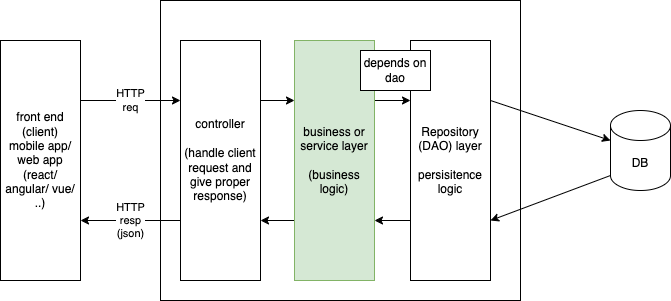 front end
(client)
mobile app/
web app
(react/
angular/ vue/
..)
HTTP
req
HTTP
resp
(json)
controller
(handle client
request and
give proper
response)
business or
service layer
(business
logic)
depends on
dao
Repository
(DAO) layer
persisitence
logic
DB